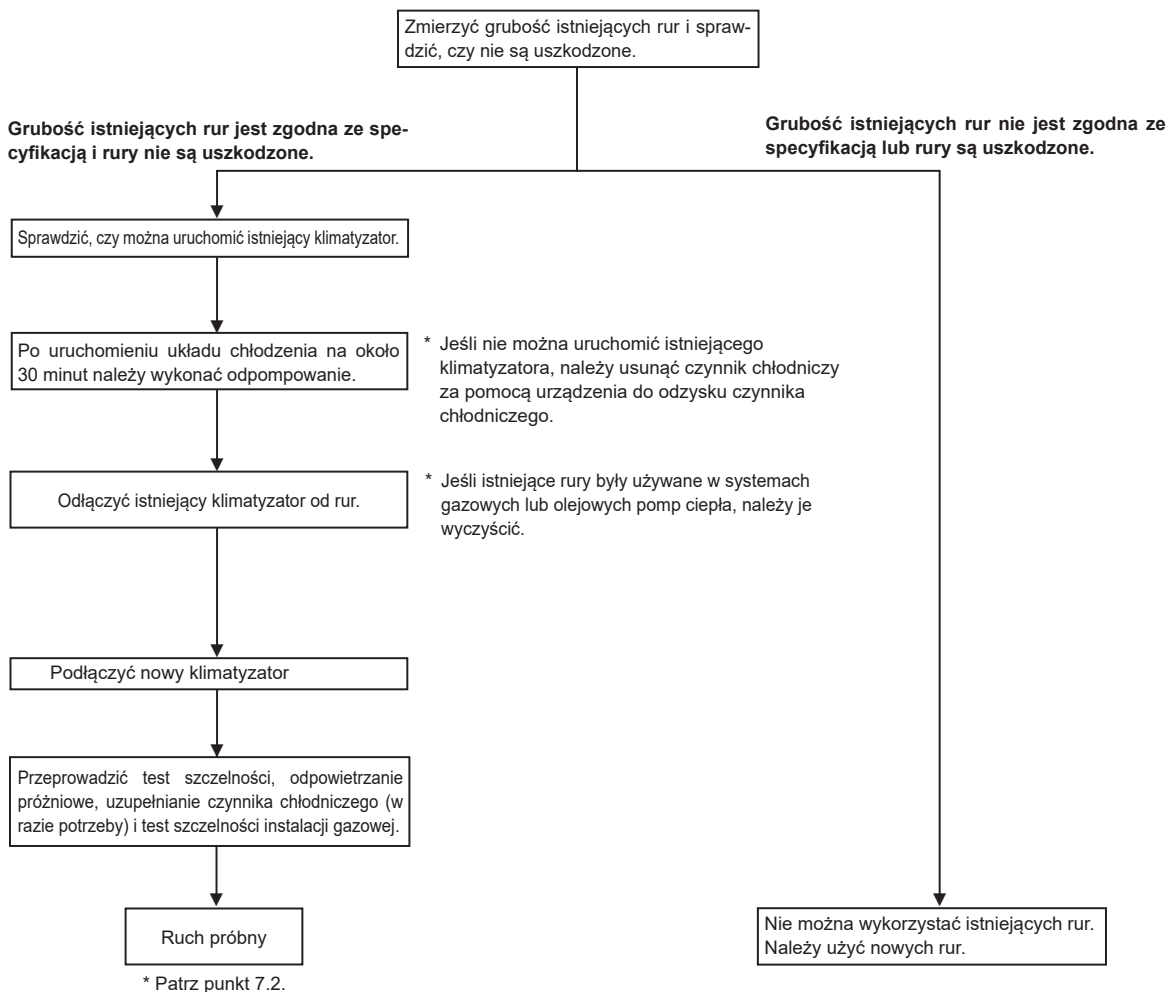 Zmierzyć grubość istniejących rur i spraw-
dzić, czy nie są uszkodzone.
Grubość istniejących rur jest zgodna ze spe-
cyfikacją i rury nie są uszkodzone.
Grubość istniejących rur nie jest zgodna ze
specyfikacją lub rury są uszkodzone.
Sprawdzić, czy można uruchomić istniejący klimatyzator.
Po uruchomieniu układu chłodzenia na około
30 minut należy wykonać odpompowanie.
* Jeśli nie można uruchomić istniejącego
klimatyzatora, należy usunąć czynnik chłodniczy
za pomocą urządzenia do odzysku czynnika
chłodniczego.
Odłączyć istniejący klimatyzator od rur.
* Jeśli istniejące rury były używane w systemach
gazowych lub olejowych pomp ciepła, należy je
wyczyścić.
Podłączyć nowy klimatyzator
Przeprowadzić test szczelności, odpowietrzanie
próżniowe, uzupełnianie czynnika chłodniczego (w
razie potrzeby) i test szczelności instalacji gazowej.
Ruch próbny
* Patrz punkt 7.2.
Nie można wykorzystać istniejących rur.
Należy użyć nowych rur.